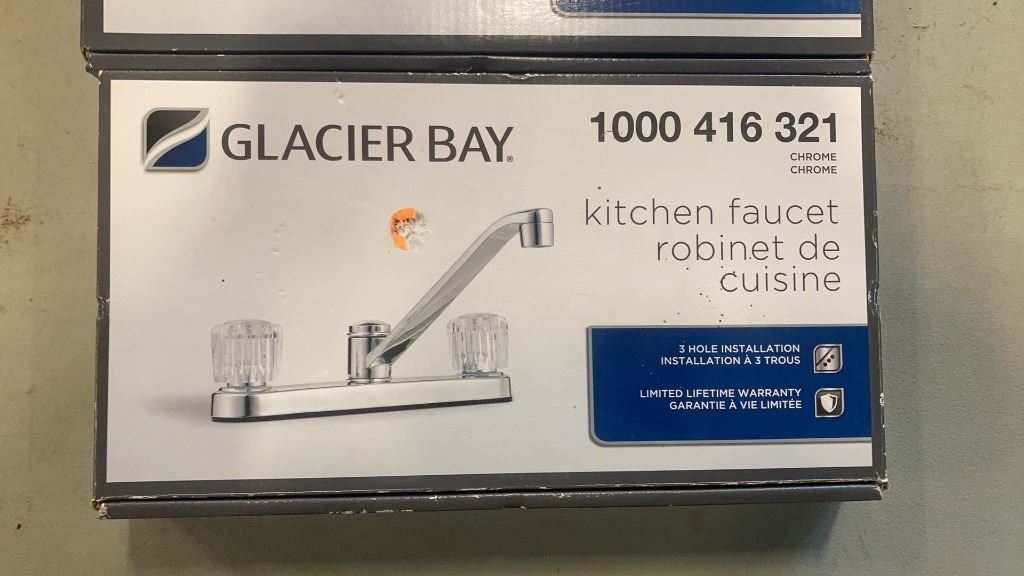 GLACIER BAY®
1000 416 321
CHROME
CHROME
kitchen faucet
robinet de
cuisine
3 HOLE INSTALLATION
INSTALLATION À 3 TROUS
LIMITED LIFETIME WARRANTY
GARANTIE À VIE LIMITÉE